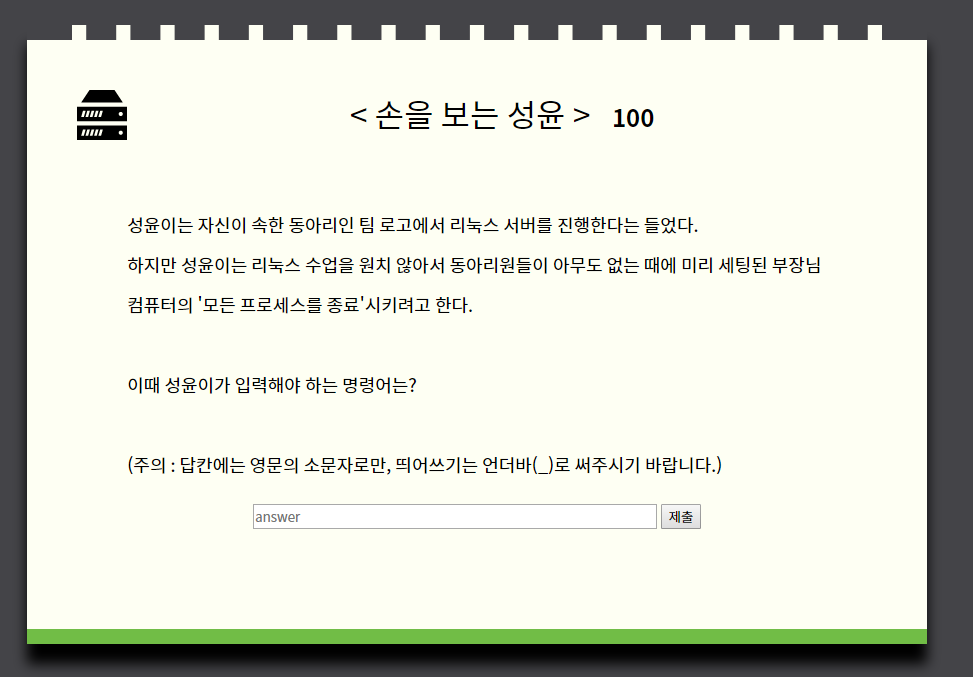 < 손을 보는 성윤 > 100
성윤이는 자신이 속한 동아리인 팀 로고에서 리눅스 서버를 진행한다는 들었다.
하지만 성윤이는 리눅스 수업을 원치 않아서 동아리원들이 아무도 없는 때에 미리 세팅된 부장님
컴퓨터의 '모든 프로세스를 종료'시키려고 한다.
이때 성윤이가 입력해야 하는 명령어는?
(주의 : 답칸에는 영문의 소문자로만, 띄어쓰기는 언더바(_)로 써주시기 바랍니다.)
answer 제출